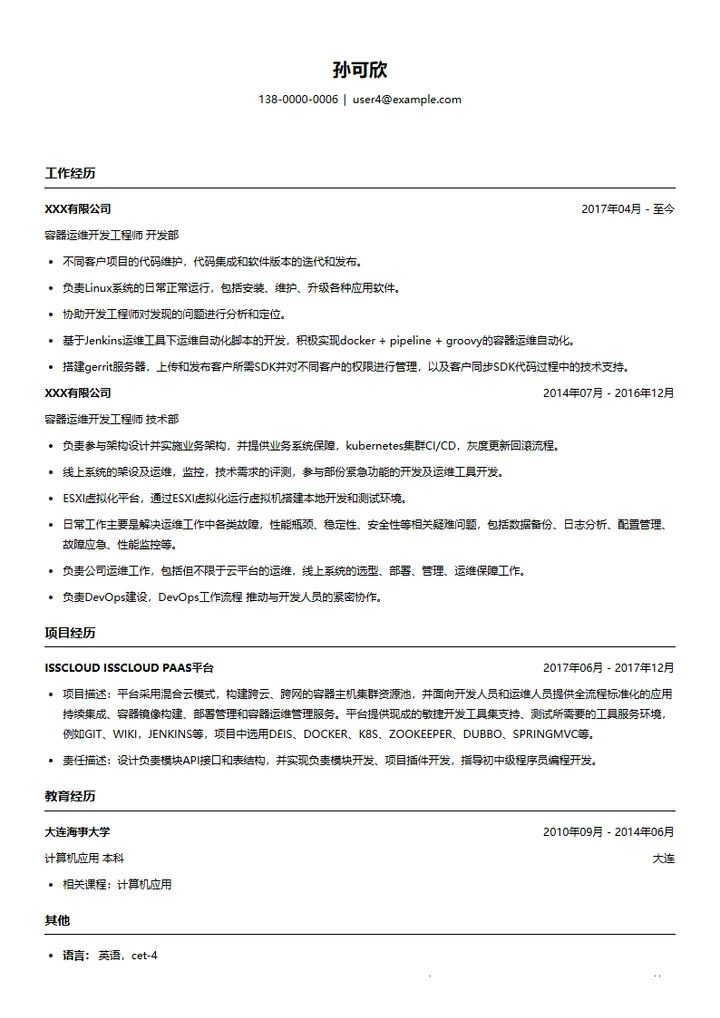 孙可欣
138-0000-0006 | user4@example.com
工作经历
XXX有限公司 2017年04月 - 至今
容器运维开发工程师 开发部
• 不同客户项目的代码维护，代码集成和软件版本的迭代和发布。
• 负责Linux系统的日常正常运行，包括安装、维护、升级各种应用软件。
• 协助开发工程师对发现的问题进行分析和定位。
• 基于Jenkins运维工具下运维自动化脚本的开发，积极实现docker + pipeline + groovy的容器运维自动化。
• 搭建gerrit服务器，上传和发布客户所需SDK并对不同客户的权限进行管理，以及客户同步SDK代码过程中的技术支持。
XXX有限公司 2014年07月 - 2016年12月
容器运维开发工程师 技术部
• 负责参与架构设计并实施业务架构，并提供业务系统保障，kubernetes集群CI/CD，灰度更新回滚流程。
• 线上系统的架设及运维，监控，技术需求的评测，参与部份紧急功能的开发及运维工具开发。
• ESXI虚拟化平台，通过ESXI虚拟化运行虚拟机搭建本地开发和测试环境。
• 日常工作主要是解决运维工作中各类故障，性能瓶颈、稳定性、安全性等相关疑难问题，包括数据备份、日志分析、配置管理、
故障应急、性能监控等。
• 负责公司运维工作，包括但不限于云平台的运维，线上系统的选型、部署、管理、运维保障工作。
• 负责DevOps建设，DevOps工作流程 推动与开发人员的紧密协作。
项目经历
ISSCLOUD ISSCLOUD PAAS平台 2017年06月 - 2017年12月
• 项目描述：平台采用混合云模式，构建跨云、跨网的容器主机集群资源池，并面向开发人员和运维人员提供全流程标准化的应用
持续集成、容器镜像构建、部署管理和容器运维管理服务。平台提供现成的敏捷开发工具集支持、测试所需要的工具服务环境，
例如GIT、WIKI，JENKINS等，项目中选用DEIS、DOCKER、K8S、ZOOKEEPER、DUBBO、SPRINGMVC等。
• 责任描述：设计负责模块API接口和表结构，并实现负责模块开发、项目插件开发，指导初中级程序员编程开发。
教育经历
大连海事大学 2010年09月 - 2014年06月
计算机应用 本科 大连
• 相关课程：计算机应用
其他
• 语言： 英语，cet-4